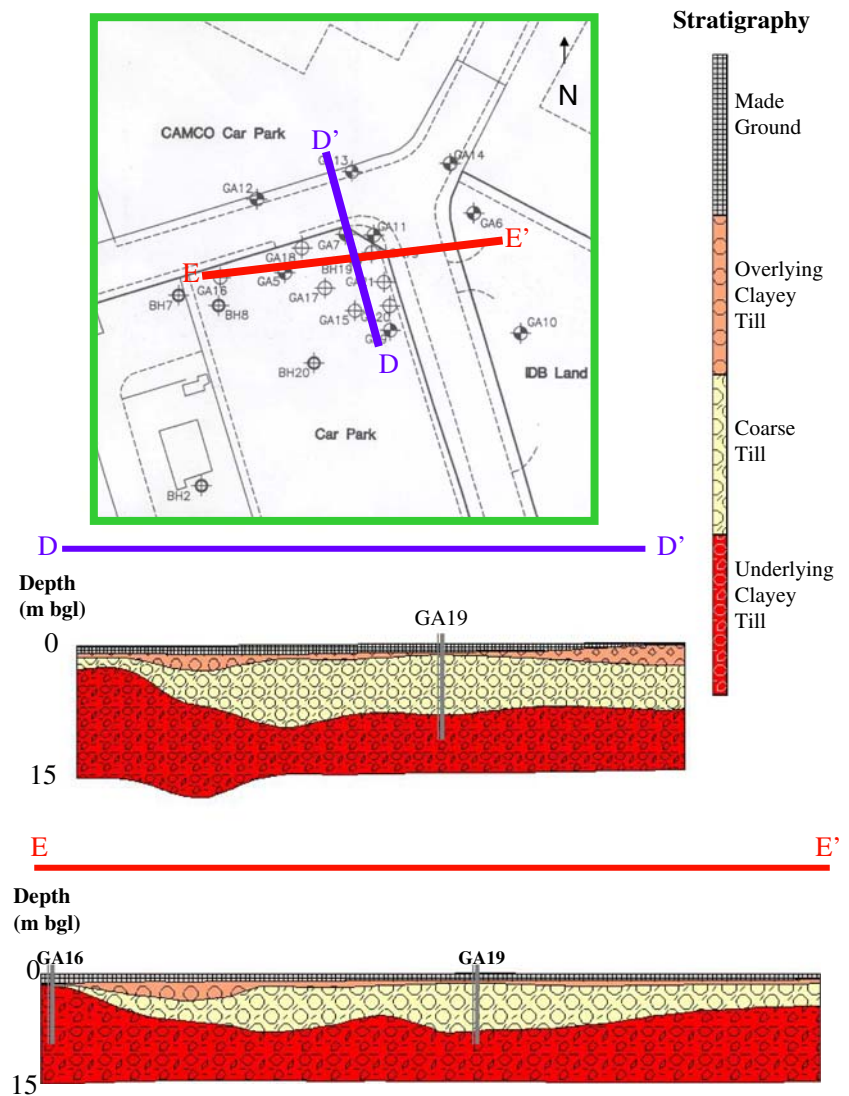 Stratigraphy
Made
Ground
Overlying
Clayey
Till
Coarse
Till
Underlying
Clayey
Till
N
CAMCO Car Park
D'
GA13
GA14
GA12
GA6
GA7
GA11
E'
GA18
BH19
E
GA5
GA16
GA17
BH7
BH8
GA15
GA10
D
BH20
IDB Land
Car Park
BH2
D D'
Depth
(m bgl)
GA19
0
15
E E'
Depth
(m bgl)
0
GA16 GA19
15